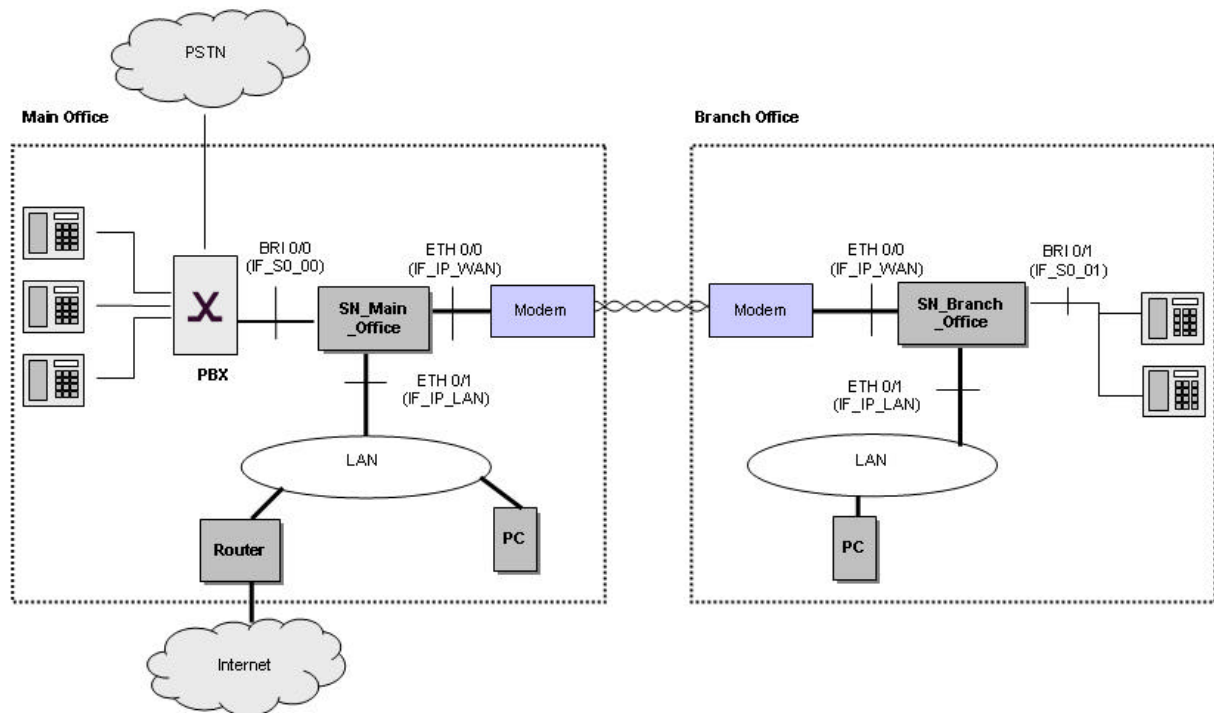 PSTN
Main Office
Branch Office
BRI 0/0
(IF_S0_00)
ETH 0/0
(IF_IP_WAN)
ETH 0/0
(IF_IP_WAN)
BRI 0/1
(IF_S0_01)
SN_Main
_Office
Modem
Modem
SN_Branch
_Office
PBX
ETH 0/1
(IF_IP_LAN)
ETH 0/1
(IF_IP_LAN)
LAN
LAN
Router
PC
PC
Internet